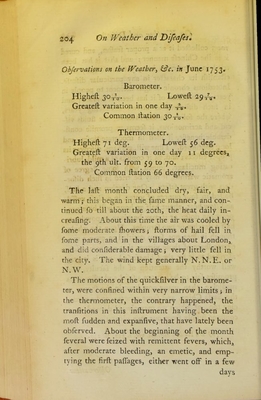 204 On Weather and Diſeaſes.
Obſervations on the Weather, &c. in June 1753.
Barometer.
Higheſt 30 Loweſt 29
Greateſt variation in one day
Common ſtation 30
Thermometer.
Higheſt 71 deg. Loweſt 56 deg.
Greateſt variation in one day 11 degrees,
the 9th ult. from 59 to 70.
Common ſtation 66 degrees.
The laſt month concluded dry, fair, and
warm; this began in the ſame manner, and con-
tinued ſo till about the 20th, the heat daily in-
creaſing. About this time the air was cooled by
ſome moderate ſhowers; ſtorms of hail fell in
ſome parts, and in the villages about London,
and did conſiderable damage; very little fell in
the city. The wind kept generally N. N. E. or
N. W.
The motions of the quickſilver in the barome-
ter, were confined within very narrow limits; in
the thermometer, the contrary happened, the
tranſitions in this inſtrument having been the
moſt ſudden and expanſive, that have lately been
obſerved. About the beginning of the month
ſeveral were ſeized with remittent fevers, which,
after moderate bleeding, an emetic, and emp-
tying the firſt paſſages, either went off in a few
days